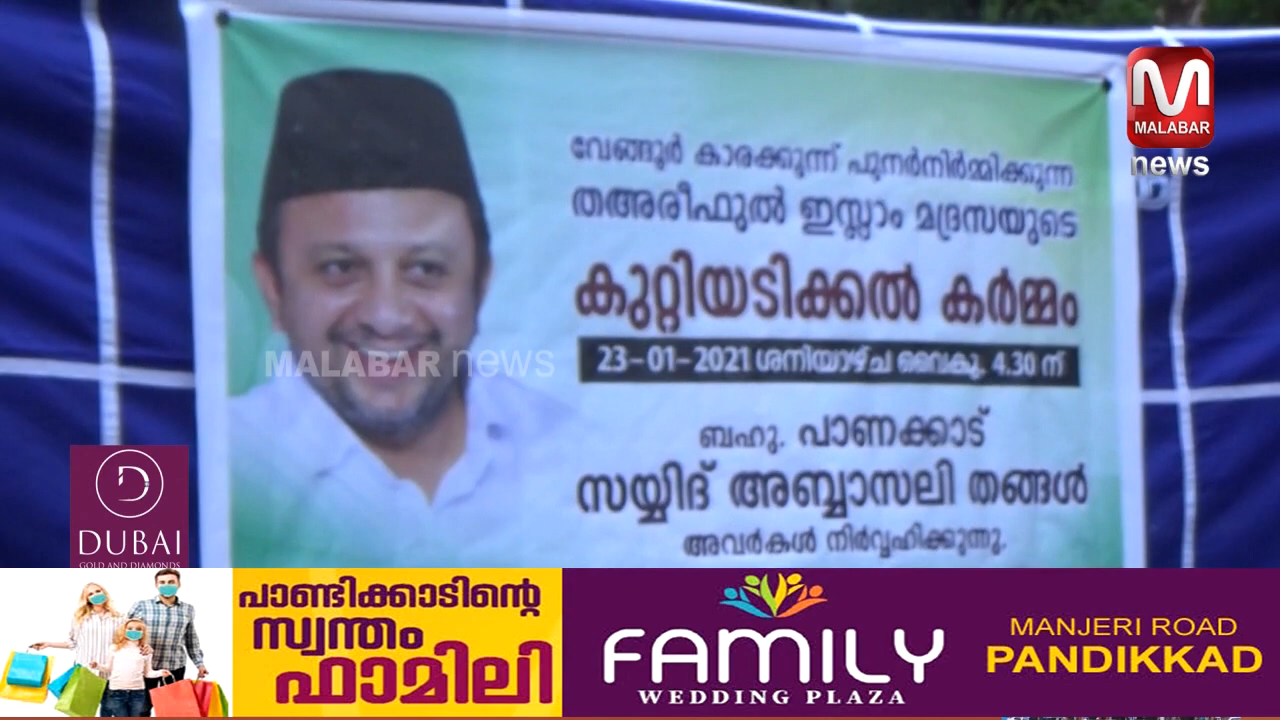 വേങ്ങൂർ കാരക്കുന്ന് പുനർനിർമ്മിക്കുന്ന
തഅരീഫുൽ ഇസ്ലാം മദ്രസയുടെ
കുറ്റിയടിക്കൽ കർമ്മം
23-01-2021 ശനിയാഴ്ച വൈകു. 4.30 ന്
ബഹു. പാണക്കാട്
സയ്യിദ് അബ്ബാസലി തങ്ങൾ
അവർകൾ നിർവ്വഹിക്കുന്നു.
M
MALABAR
news
MALABAR news
D
DUBAI
GOLD AND DIAMONDS
പാണ്ടിക്കാടിന്റെ
സ്വന്തം
ഫാമിലി
FAMILY
WEDDING PLAZA
MANJERI ROAD
PANDIKKAD